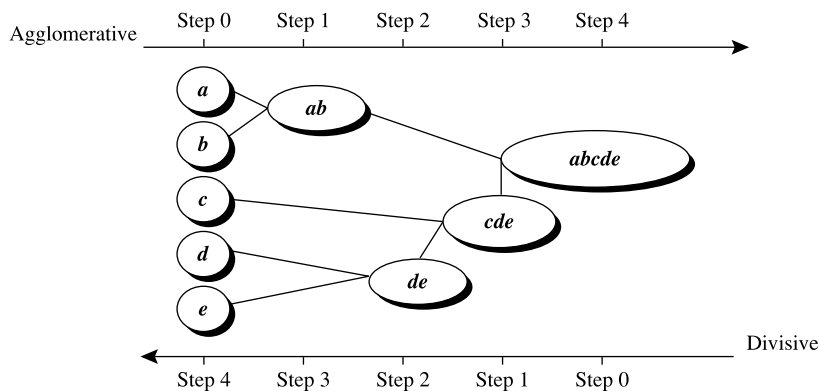 Step 0 Step 1 Step 2 Step 3 Step 4
Agglomerative
a
ab
b
abcde
c
cde
d
de
e
Divisive
Step 4 Step 3 Step 2 Step 1 Step 0